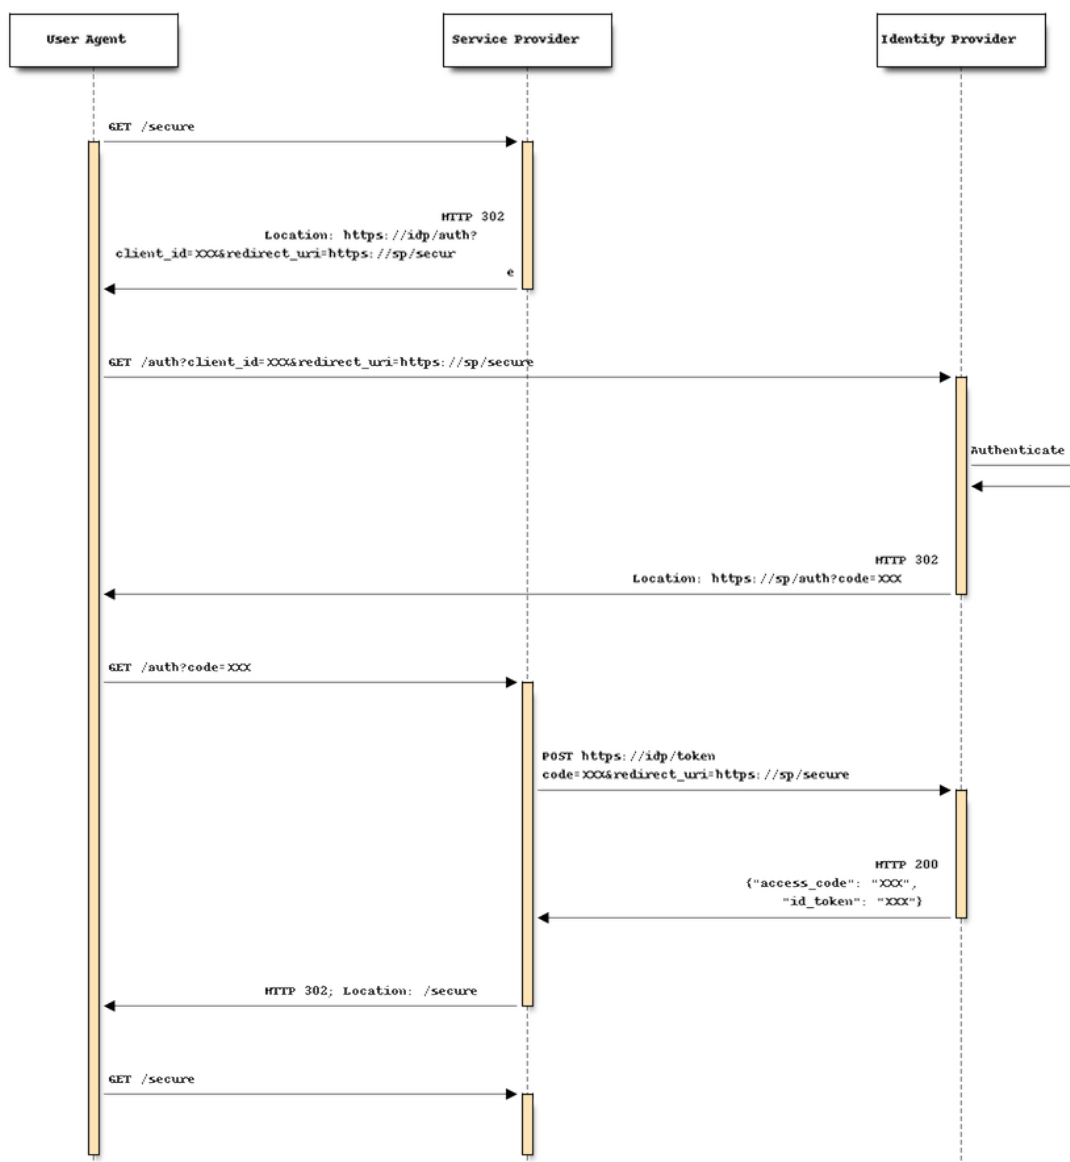 User Agent
Service Provider
Identity Provider
GET /secure
HTTP 302
Location: https://idp/auth?
client_id=XXX&redirect_uri=https://sp/secur
e
GET /auth?client_id=XXX&redirect_uri=https://sp/secure
Authenticate
HTTP 302
Location: https://sp/auth?code=XXX
GET /auth?code=XXX
POST https://idp/token
code=XXX&redirect_uri=https://sp/secure
HTTP 200
{"access_code": "XXX",
"id_token": "XXX"}
HTTP 302; Location: /secure
GET /secure